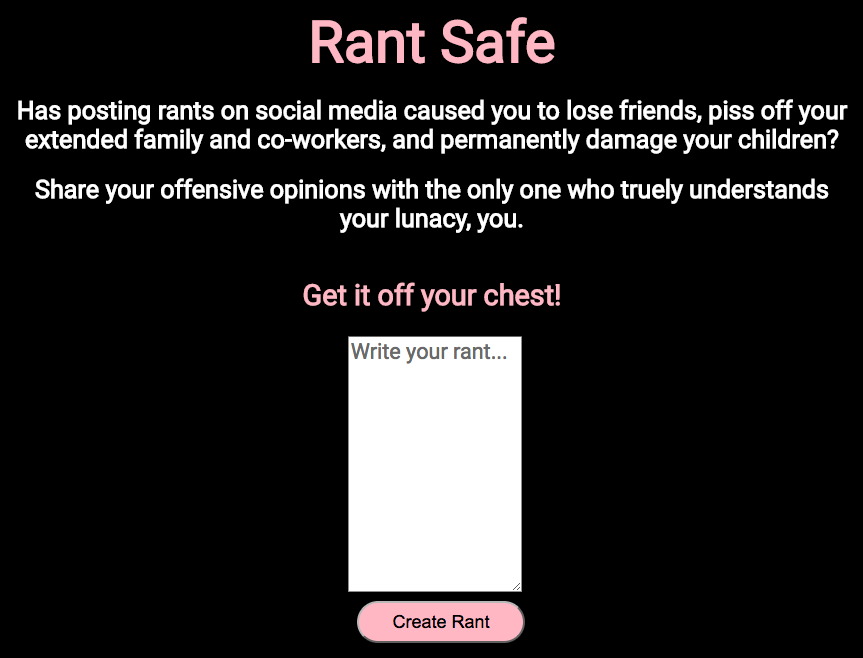 Rant Safe
Has posting rants on social media caused you to lose friends, piss off your
extended family and co-workers, and permanently damage your children?
Share your offensive opinions with the only one who truely understands
your lunacy, you.
Get it off your chest!
Write your rant...
Create Rant